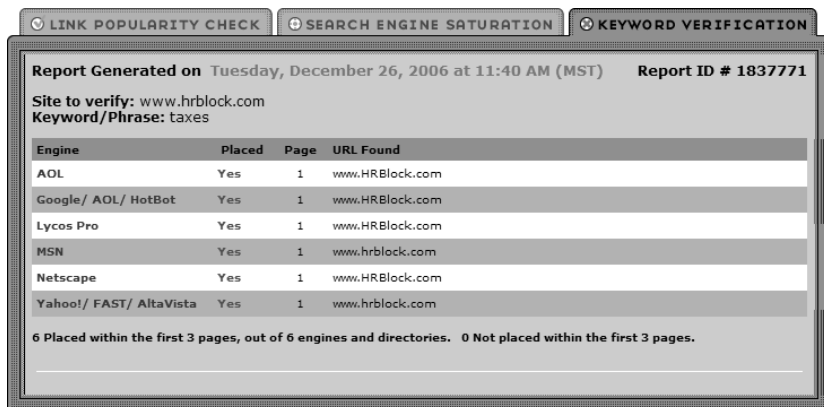 LINK POPULARITY CHECK
SEARCH ENGINE SATURATION
KEYWORD VERIFICATION
Report Generated on Tuesday, December 26, 2006 at 11:40 AM (MST) Report ID # 1837771
Site to verify: www.hrblock.com
Keyword/Phrase: taxes
Engine Placed Page URL Found
AOL Yes 1 www.HRBlock.com
Google/ AOL/ HotBot Yes 1 www.HRBlock.com
Lycos Pro Yes 1 www.HRBlock.com
MSN Yes 1 www.hrblock.com
Netscape Yes 1 www.HRBlock.com
Yahoo!/ FAST/ AltaVista Yes 1 www.hrblock.com
6 Placed within the first 3 pages, out of 6 engines and directories. 0 Not placed within the first 3 pages.